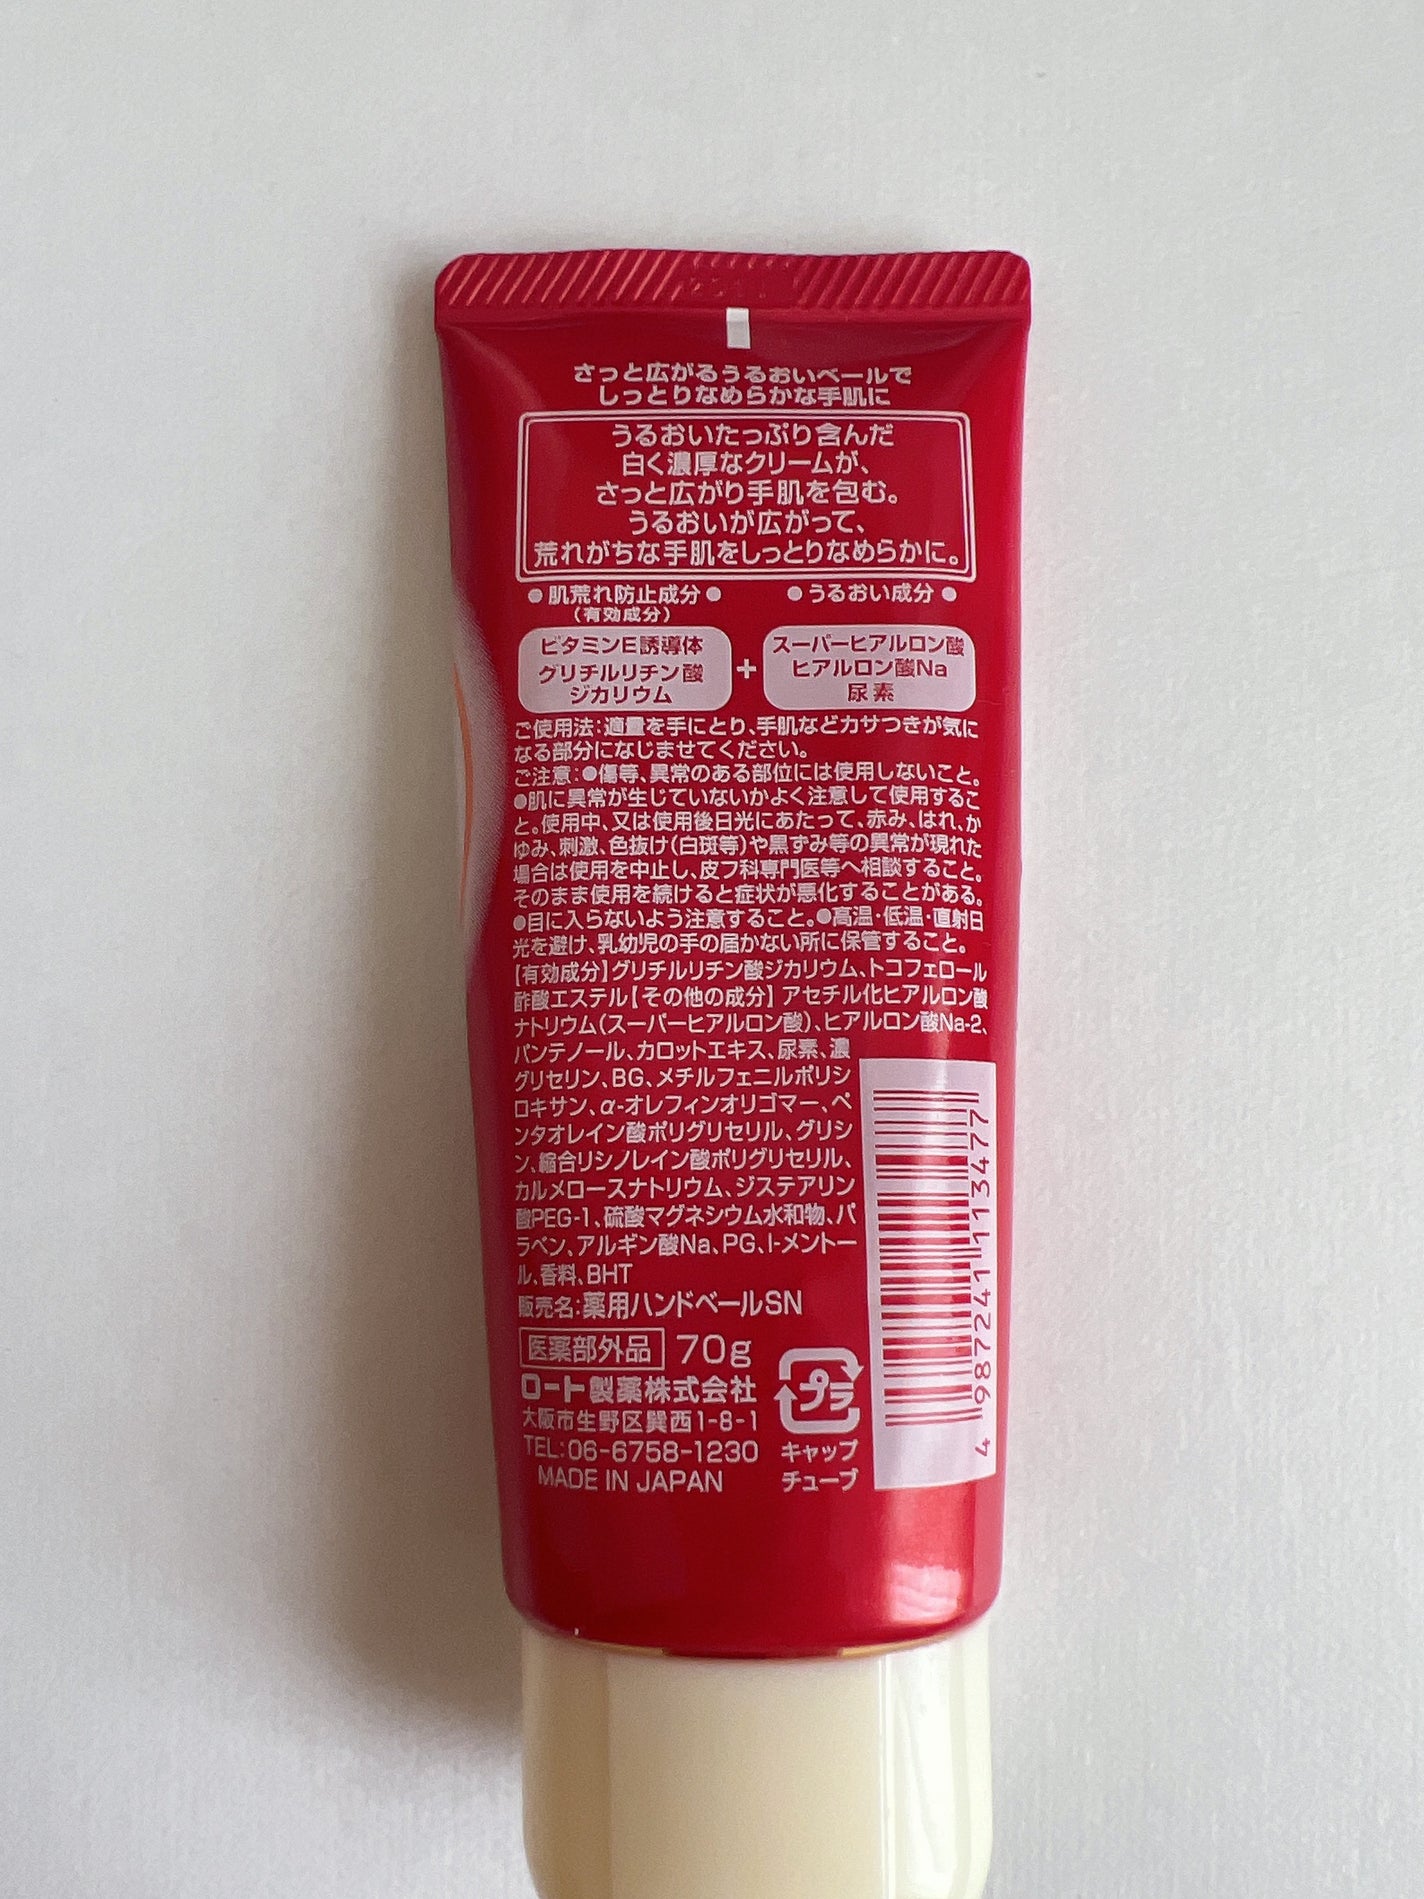 さっと広がるうるおいベールで
しっとりなめらかな手肌に
うるおいたっぷり含んだ
白く濃厚なクリームが、
さっと広がり手肌を包む。
うるおいが広がって、
荒れがちな手肌をしっとりなめらかに。
●肌荒れ防止成分● ●うるおい成分●
(有効成分)
ビタミンE誘導体
グリチルリチン酸
ジカリウム
+
スーパーヒアルロン酸
ヒアルロン酸Na
尿素
ご使用法:適量を手にとり、手肌などカサつきが気に
なる部分になじませてください。
ご注意:●傷等、異常のある部位には使用しないこと。
●肌に異常が生じていないかよく注意して使用するこ
と。使用中、又は使用後日光にあたって、赤み、はれ、か
ゆみ、刺激、色抜け(白斑等)や黒ずみ等の異常が現れた
場合は使用を中止し、皮フ科専門医等へ相談すること。
そのまま使用を続けると症状が悪化することがある。
●目に入らないよう注意すること。●高温・低温・直射日
光を避け、乳幼児の手の届かない所に保管すること。
【有効成分】グリチルリチン酸ジカリウム、トコフェロール
酢酸エステル【その他の成分】アセチル化ヒアルロン酸
ナトリウム(スーパーヒアルロン酸)、ヒアルロン酸Na-2、
パンテノール、カロットエキス、尿素、濃
グリセリン、BG、メチルフェニルポリシ
ロキサン、α-オレフィンオリゴマー、ペ
ンタオレイン酸ポリグリセリル、グリシ
ン、縮合リシノレイン酸ポリグリセリル、
カルメロースナトリウム、ジステアリン
酸PEG-1、硫酸マグネシウム水和物、パ
ラベン、アルギン酸Na、PG、l-メントー
ル、香料、BHT
販売名:薬用ハンドベールSN
医薬部外品 70g
ロート製薬株式会社
大阪市生野区巽西1-8-1
TEL:06-6758-1230
MADE IN JAPAN
プラ
キャップ
チューブ
4 987241 113477